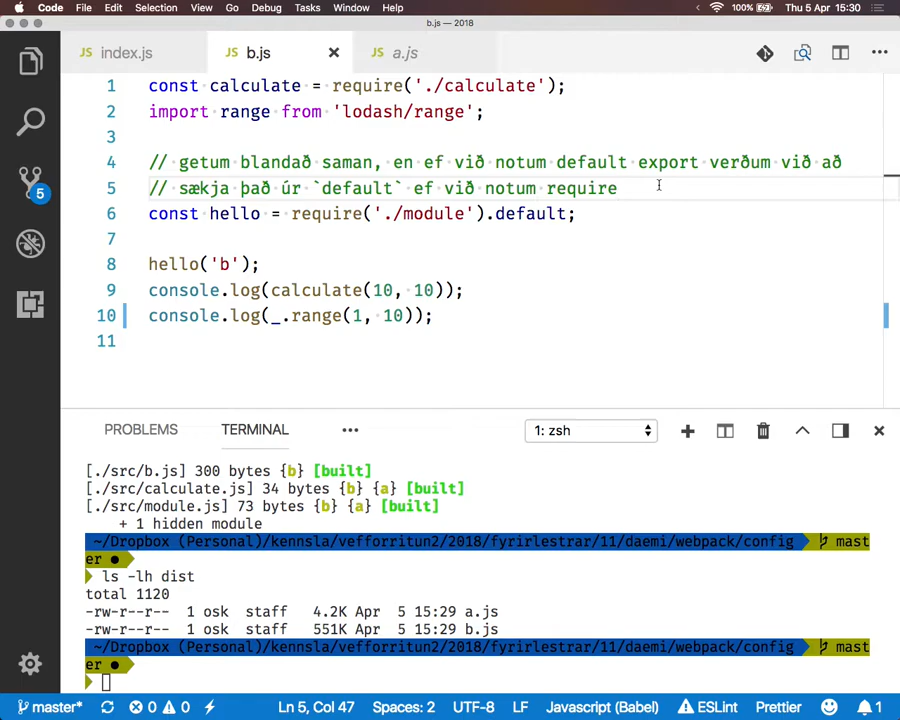 Code File Edit Selection View Go Debug Tasks Window Help 100% Thu 5 Apr 15:30
b.js — 2018
JS index.js JS b.js JS a.js
1 const calculate = require('./calculate');
2 import range from 'lodash/range';
3
4 // getum blandað saman, en ef við notum default export verðum við að
5 // sækja það úr `default` ef við notum require
6 const hello = require('./module').default;
7
8 hello('b');
9 console.log(calculate(10, 10));
10 console.log(_.range(1, 10));
11
5
PROBLEMS TERMINAL ••• 1: zsh
[./src/b.js] 300 bytes {b} [built]
[./src/calculate.js] 34 bytes {b} {a} [built]
[./src/module.js] 73 bytes {b} {a} [built]
+ 1 hidden module
~/Dropbox (Personal)/kennsla/vefforritun2/2018/fyrirlestrar/11/daemi/webpack/config mast
er ●
ls -lh dist
total 1120
-rw-r--r-- 1 osk staff 4.2K Apr 5 15:29 a.js
-rw-r--r-- 1 osk staff 551K Apr 5 15:29 b.js
~/Dropbox (Personal)/kennsla/vefforritun2/2018/fyrirlestrar/11/daemi/webpack/config mast
er ●
master* 0 0 Ln 5, Col 47 Spaces: 2 UTF-8 LF JavaScript (Babel) ESLint Prettier 1